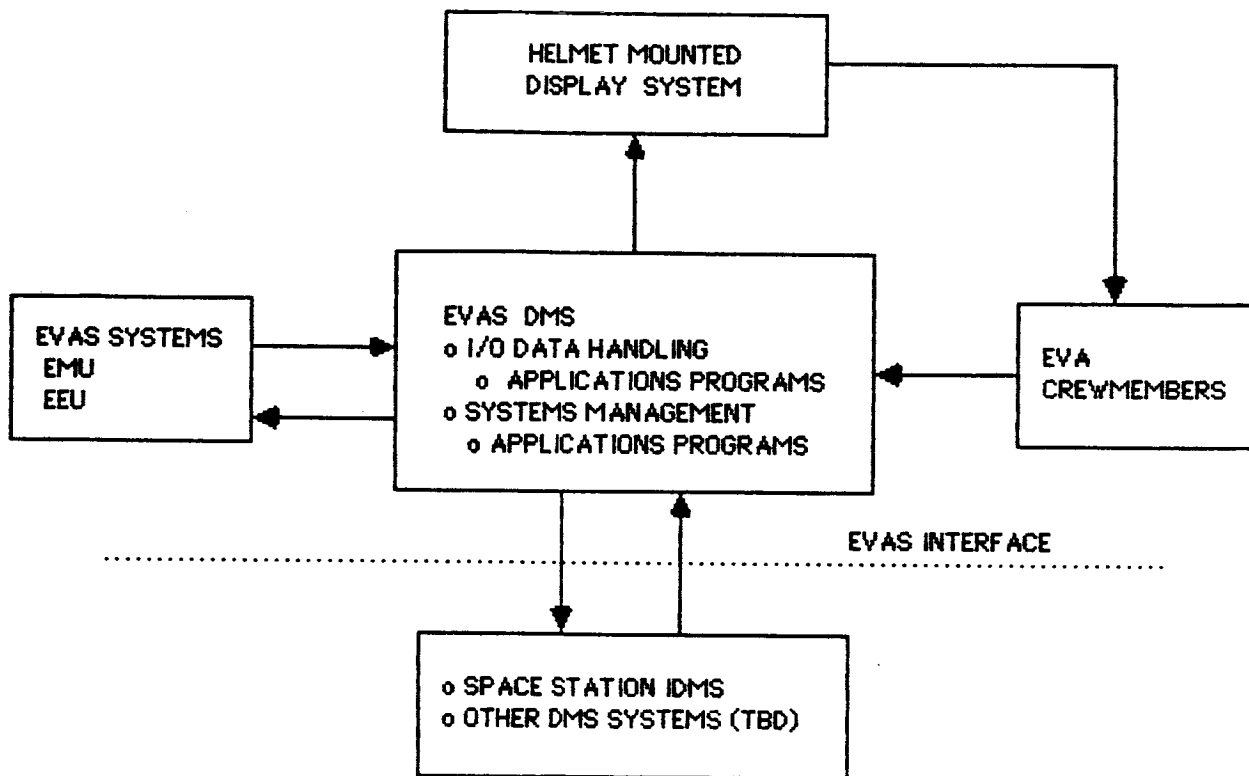 HELMET MOUNTED
DISPLAY SYSTEM
EVAS SYSTEMS
EMU
EEU
EVAS DMS
o I/O DATA HANDLING
o APPLICATIONS PROGRAMS
o SYSTEMS MANAGEMENT
o APPLICATIONS PROGRAMS
EVA
CREWMEMBERS
EVAS INTERFACE
o SPACE STATION IDMS
o OTHER DMS SYSTEMS (TBD)